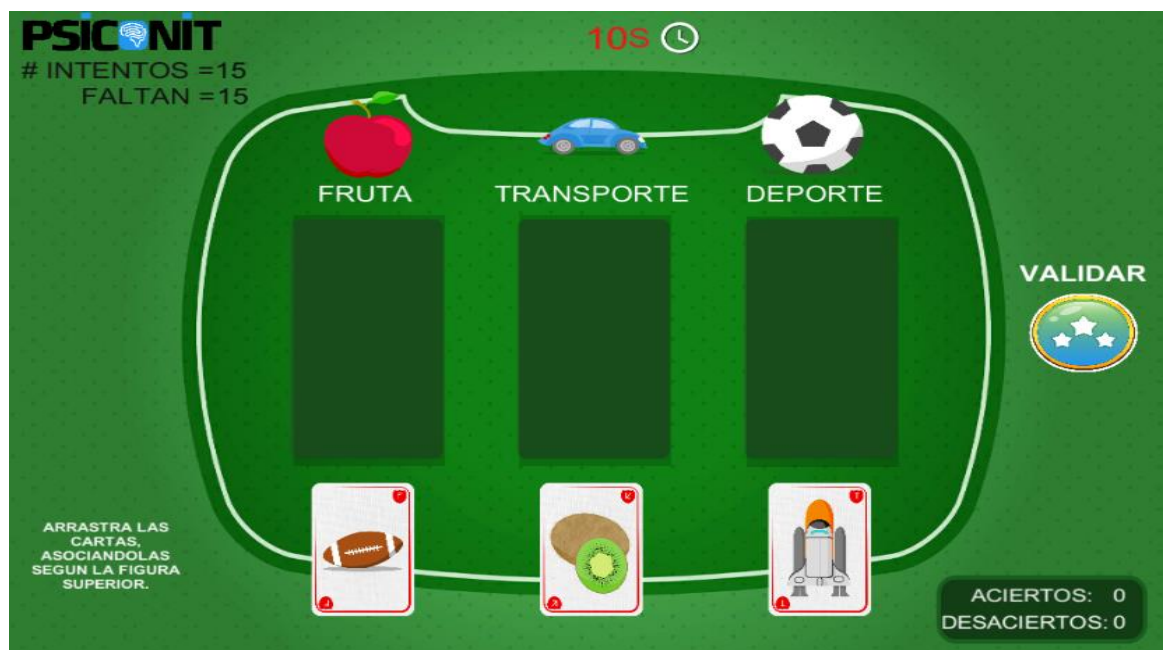 PSICONIT
# INTENTOS =15
FALTAN =15
10S
FRUTA
TRANSPORTE
DEPORTE
VALIDAR
ARRASTRA LAS
CARTAS,
ASOCIANDOLAS
SEGUN LA FIGURA
SUPERIOR.
ACIERTOS: 0
DESACIERTOS: 0